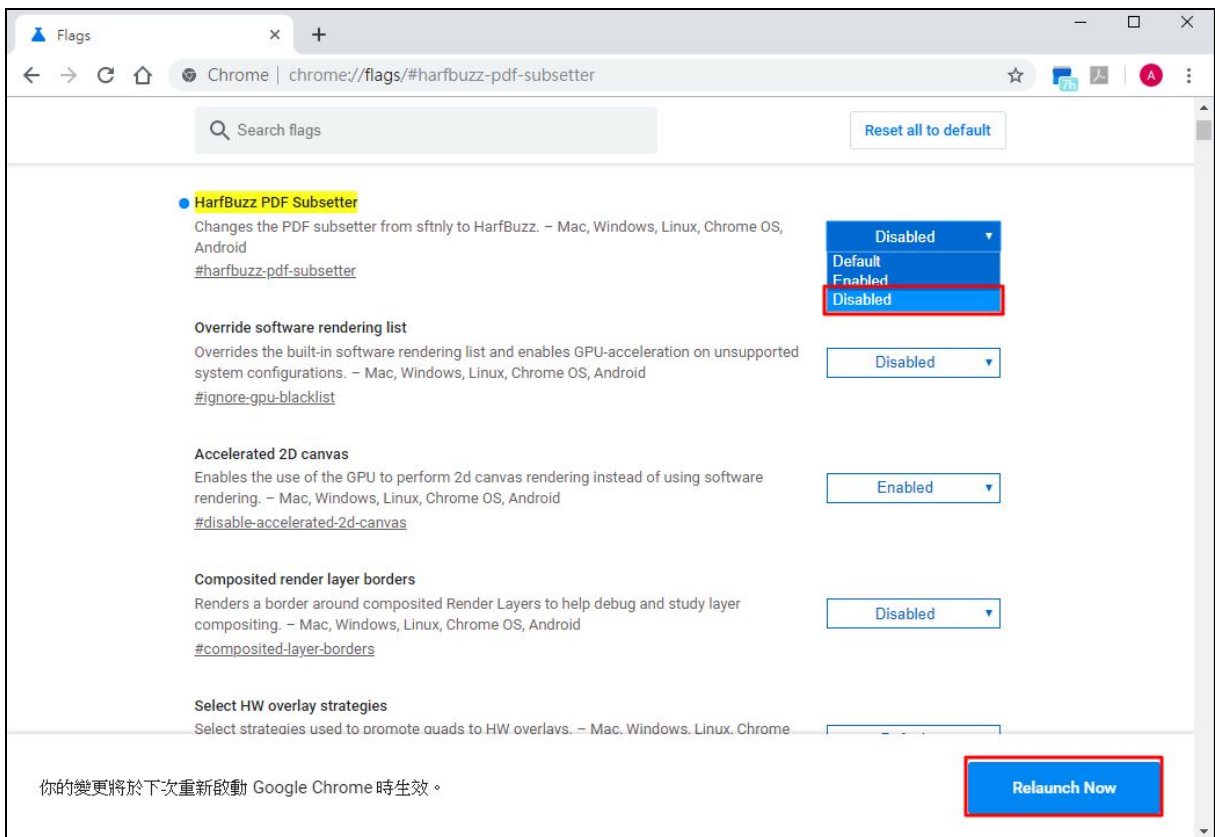 Flags
Chrome | chrome://flags/#harfbuzz-pdf-subsetter
7h
A
Search flags
Reset all to default
HarfBuzz PDF Subsetter
Changes the PDF subsetter from sftnly to HarfBuzz. – Mac, Windows, Linux, Chrome OS,
Android
#harfbuzz-pdf-subsetter
Disabled
Default
Enabled
Disabled
Override software rendering list
Overrides the built-in software rendering list and enables GPU-acceleration on unsupported
system configurations. – Mac, Windows, Linux, Chrome OS, Android
#ignore-gpu-blacklist
Disabled
Accelerated 2D canvas
Enables the use of the GPU to perform 2d canvas rendering instead of using software
rendering. – Mac, Windows, Linux, Chrome OS, Android
#disable-accelerated-2d-canvas
Enabled
Composited render layer borders
Renders a border around composited Render Layers to help debug and study layer
compositing. – Mac, Windows, Linux, Chrome OS, Android
#composited-layer-borders
Disabled
Select HW overlay strategies
Select strategies used to promote quads to HW overlays. – Mac, Windows, Linux, Chrome
你的變更將於下次重新啟動 Google Chrome 時生效。
Relaunch Now